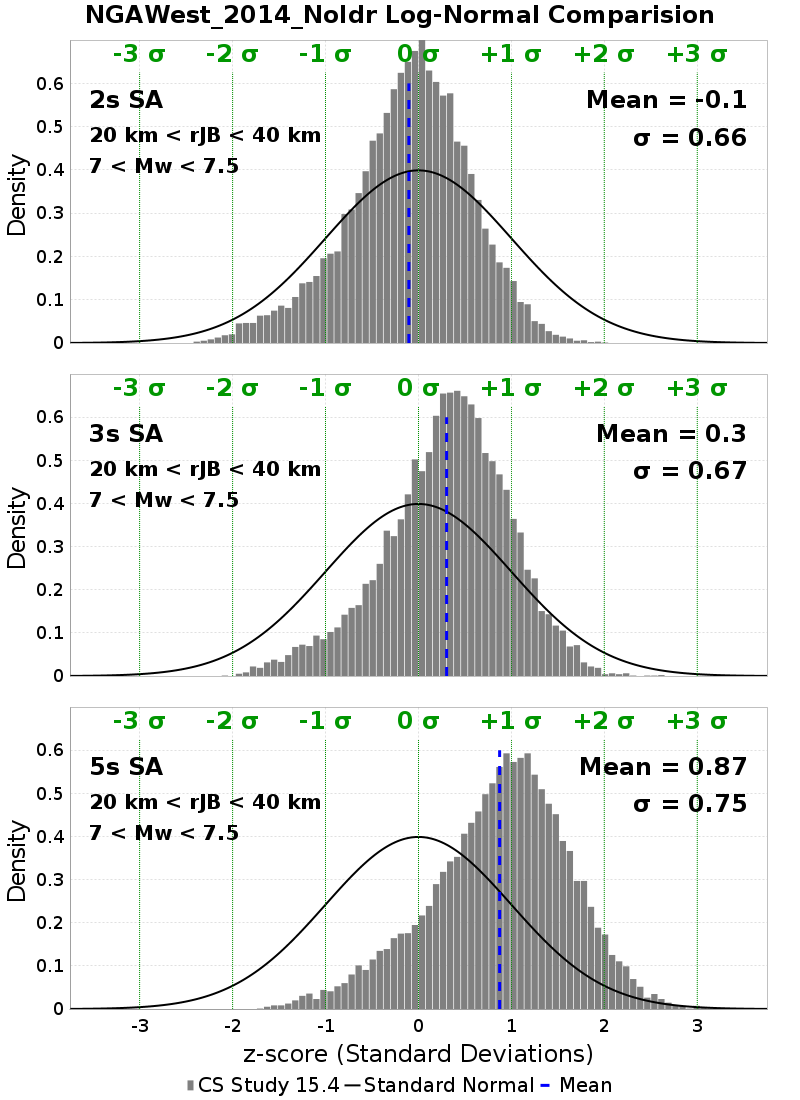 NGAWest_2014_NoIdr Log-Normal Comparision
-3 σ -2 σ -1 σ 0 σ +1 σ +2 σ +3 σ
2s SA Mean = -0.1
20 km < rJB < 40 km σ = 0.66
7 < Mw < 7.5
Density
0.6
0.5
0.4
0.3
0.2
0.1
0
-3 σ -2 σ -1 σ 0 σ +1 σ +2 σ +3 σ
3s SA Mean = 0.3
20 km < rJB < 40 km σ = 0.67
7 < Mw < 7.5
Density
0.6
0.5
0.4
0.3
0.2
0.1
0
-3 σ -2 σ -1 σ 0 σ +1 σ +2 σ +3 σ
5s SA Mean = 0.87
20 km < rJB < 40 km σ = 0.75
7 < Mw < 7.5
Density
0.6
0.5
0.4
0.3
0.2
0.1
0
-3 -2 -1 0 1 2 3
z-score (Standard Deviations)
CS Study 15.4 Standard Normal Mean